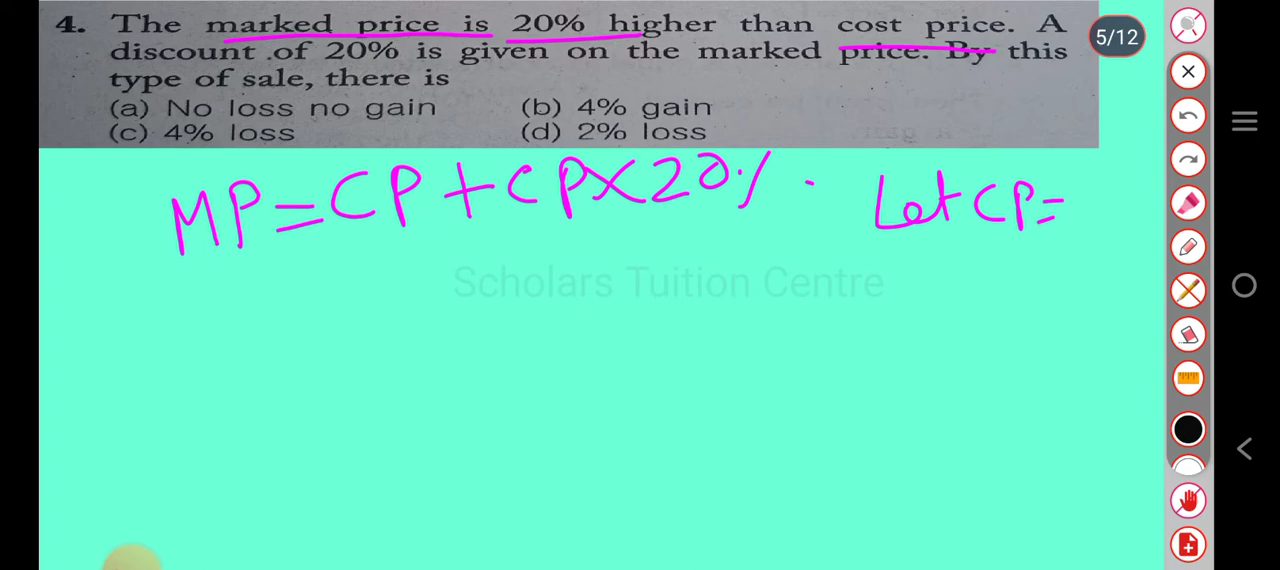 4. The marked price is 20% higher than cost price. A
discount of 20% is given on the marked price. By this
type of sale, there is
(a) No loss no gain (b) 4% gain
(c) 4% loss (d) 2% loss
5/12
MP = CP + CP × 20% . Let CP =
Scholars Tuition Centre